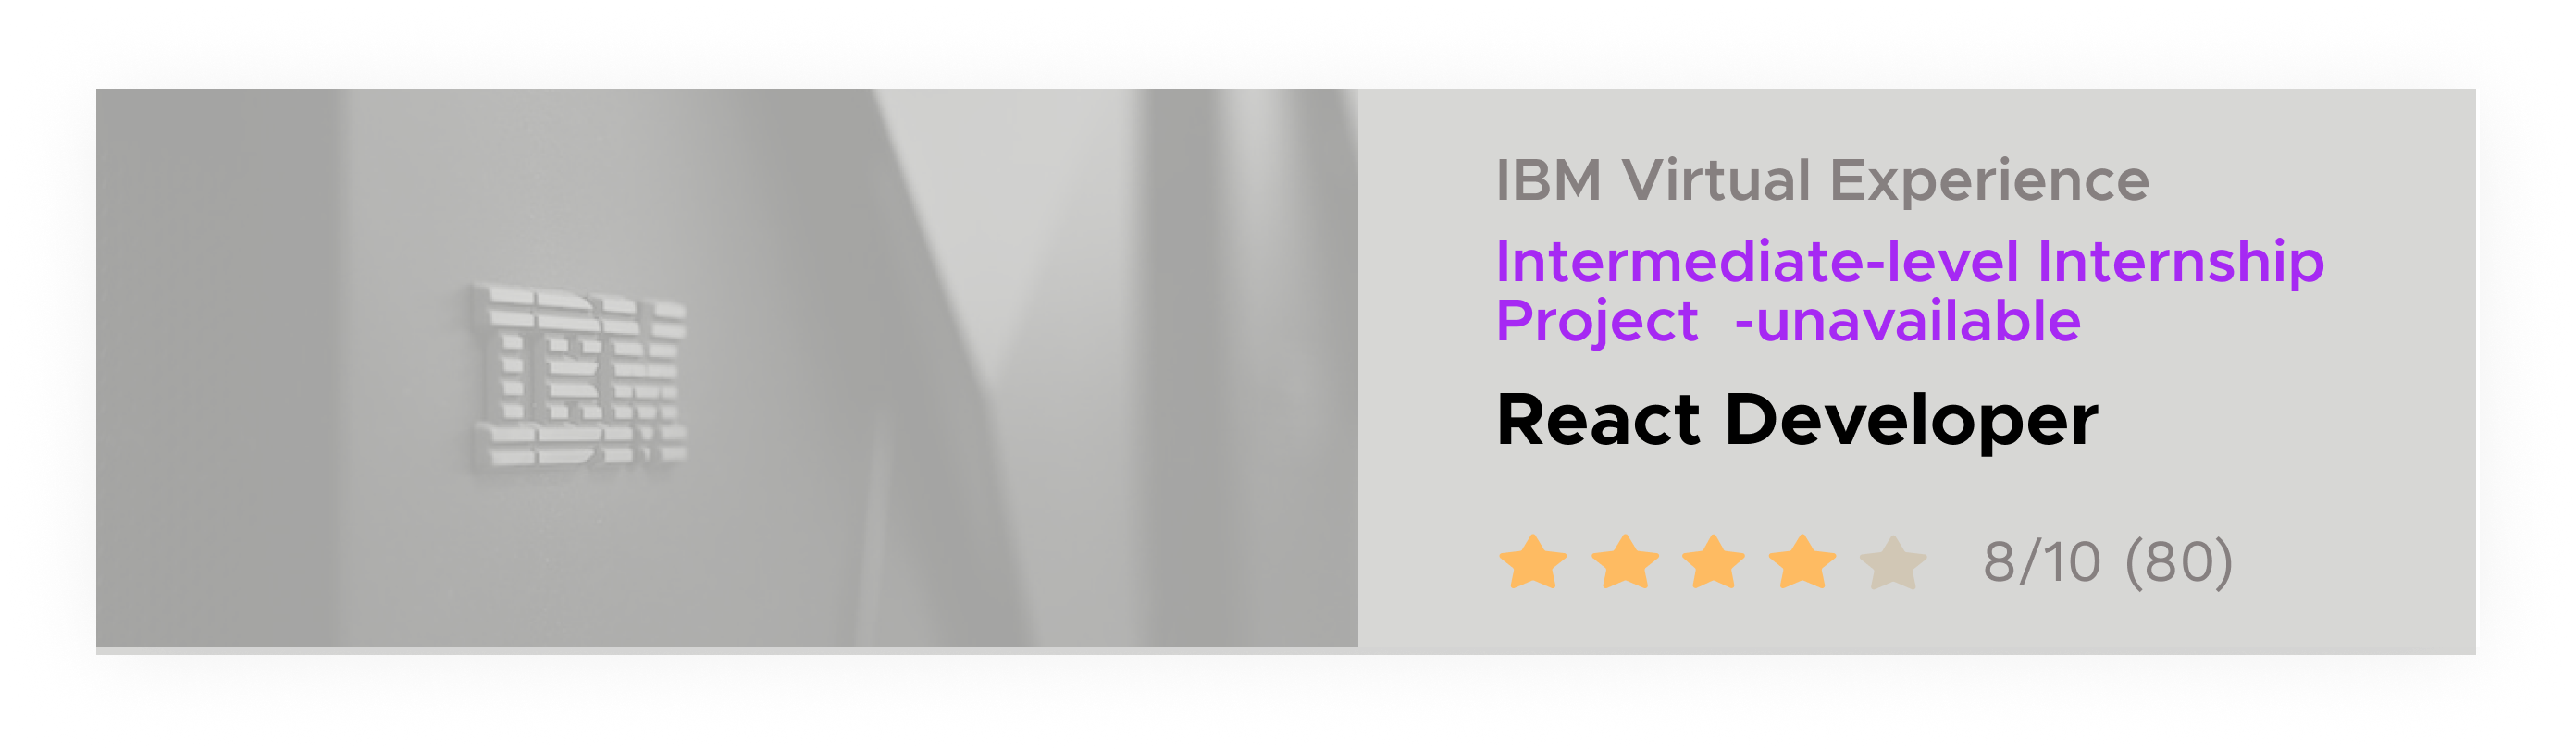 IBM
IBM Virtual Experience
Intermediate-level Internship
Project  -unavailable
React Developer
8/10 (80)